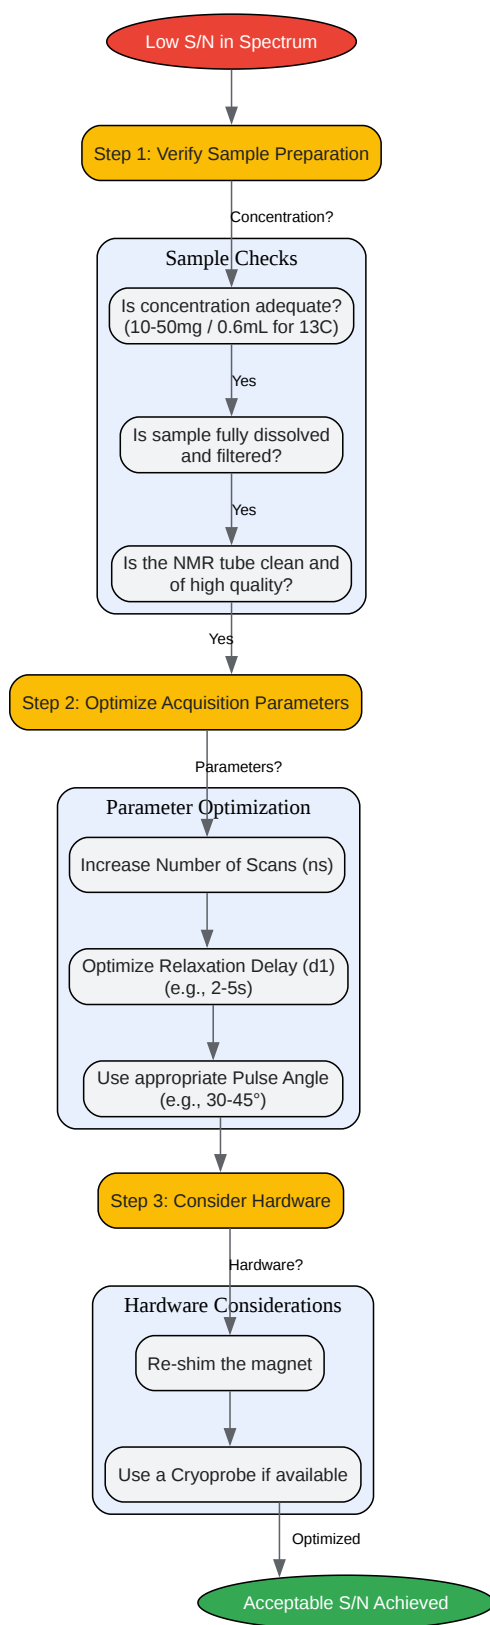 Low S/N in Spectrum
Step 1: Verify Sample Preparation
Concentration?
Sample Checks
Is concentration adequate?
(10-50mg / 0.6mL for 13C)
Yes
Is sample fully dissolved
and filtered?
Yes
Is the NMR tube clean and
of high quality?
Yes
Step 2: Optimize Acquisition Parameters
Parameters?
Parameter Optimization
Increase Number of Scans (ns)
Optimize Relaxation Delay (d1)
(e.g., 2-5s)
Use appropriate Pulse Angle
(e.g., 30-45°)
Step 3: Consider Hardware
Hardware?
Hardware Considerations
Re-shim the magnet
Use a Cryoprobe if available
Optimized
Acceptable S/N Achieved